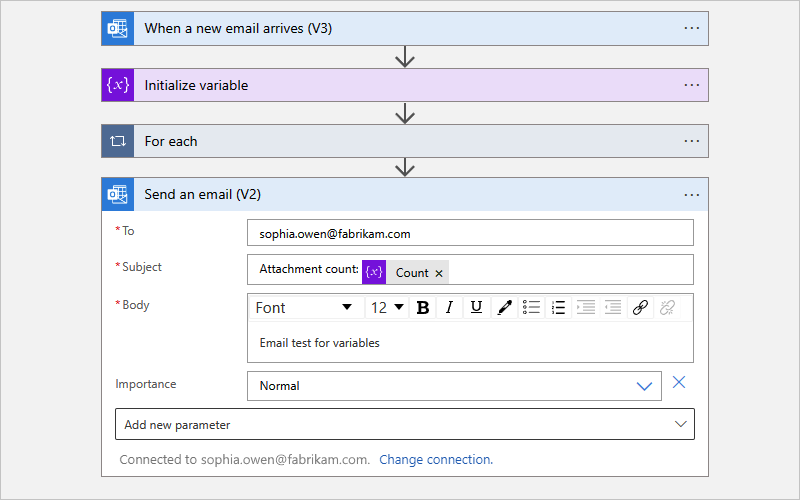 When a new email arrives (V3)
{x} Initialize variable
For each
Send an email (V2)
*To sophia.owen@fabrikam.com
*Subject Attachment count: {x} Count ×
*Body Font 12 B I U
Email test for variables
Importance Normal
Add new parameter
Connected to sophia.owen@fabrikam.com. Change connection.